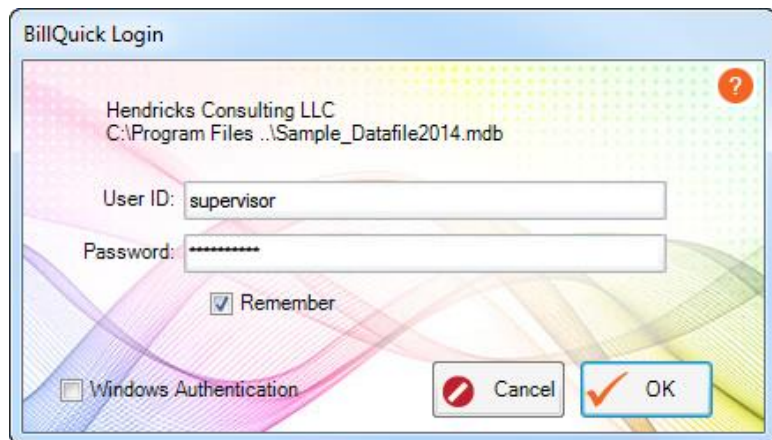 BillQuick Login
?
Hendricks Consulting LLC
C:\Program Files ..\Sample_Datafile2014.mdb
User ID: supervisor
Password: **********
Remember
Windows Authentication Cancel OK